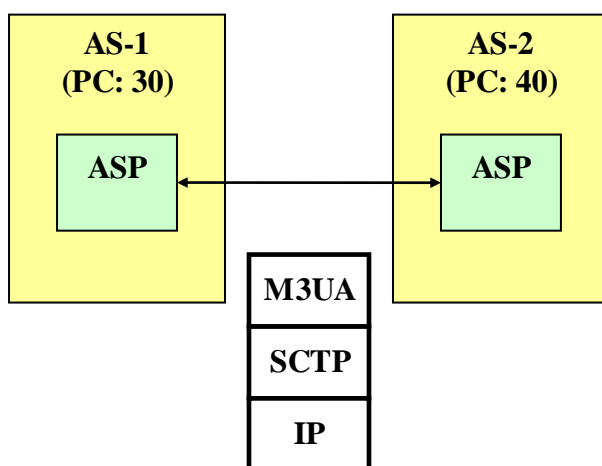 AS-1
(PC: 30)
ASP
AS-2
(PC: 40)
ASP
M3UA
SCTP
IP